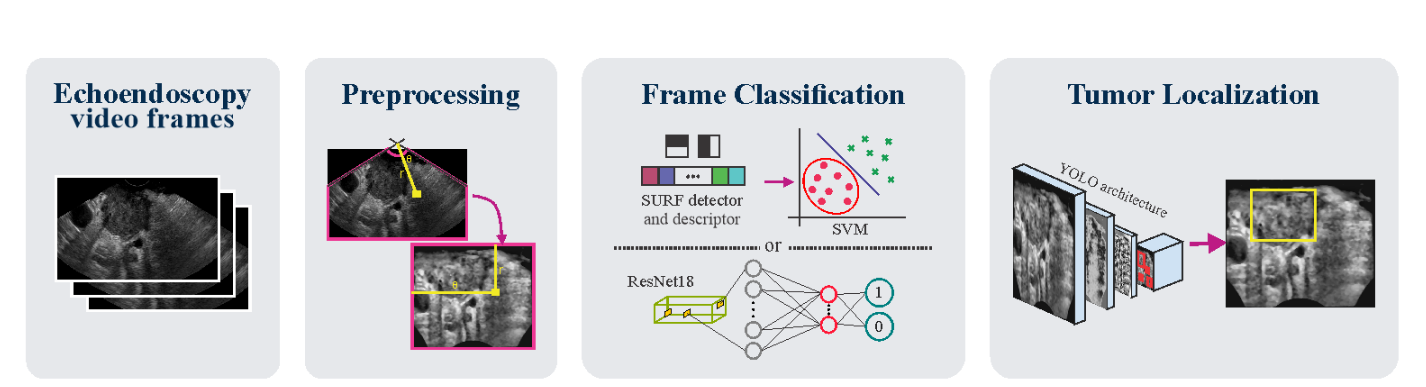 Echoendoscopy
video frames
Preprocessing
θ
r
θ
r
Frame Classification
•••
SURF detector
and descriptor
SVM
or
ResNet18
1
0
Tumor Localization
YOLO architecture